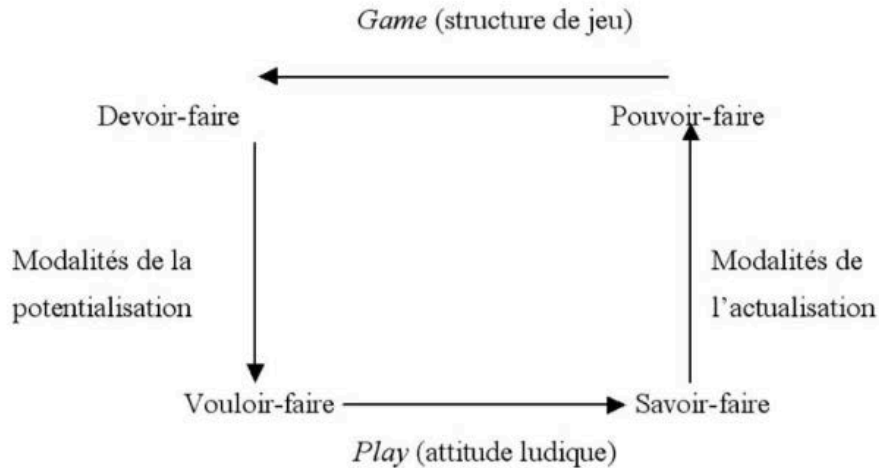 Game (structure de jeu)
Devoir-faire
Pouvoir-faire
Modalités de la
potentialisation
Modalités de
l’actualisation
Vouloir-faire
Savoir-faire
Play (attitude ludique)